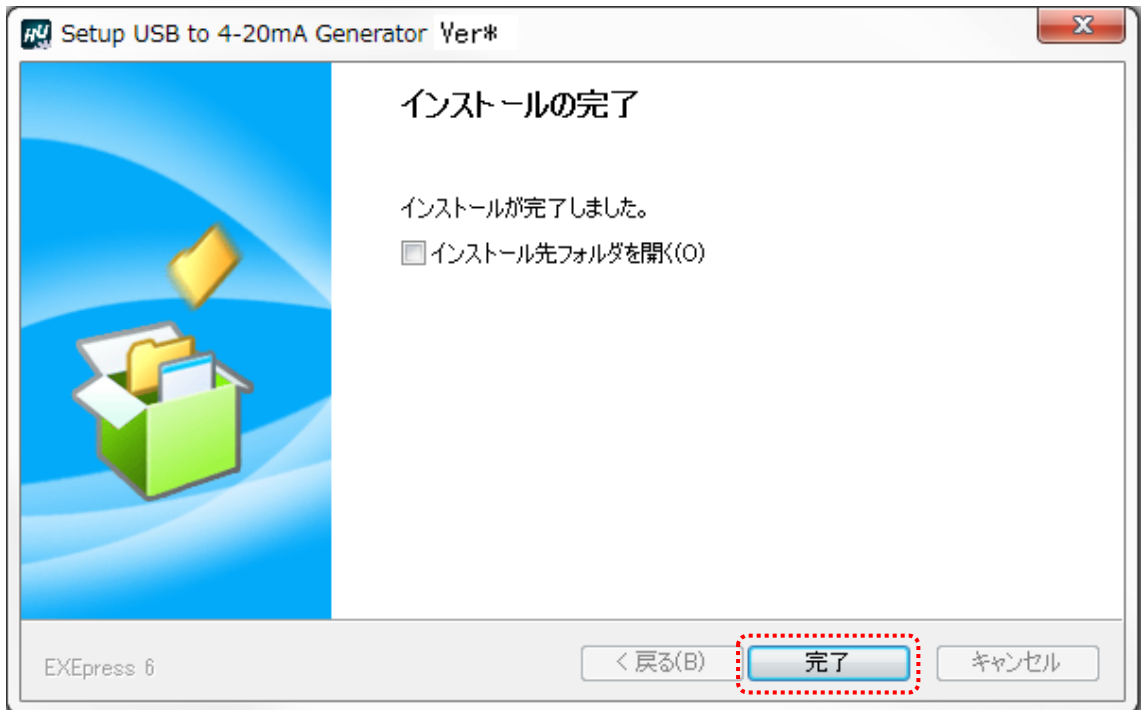 Setup USB to 4-20mA Generator Ver*
インストールの完了
インストールが完了しました。
インストール先フォルダを開く(O)
EXEpress 6
< 戻る(B)
完了
キャンセル